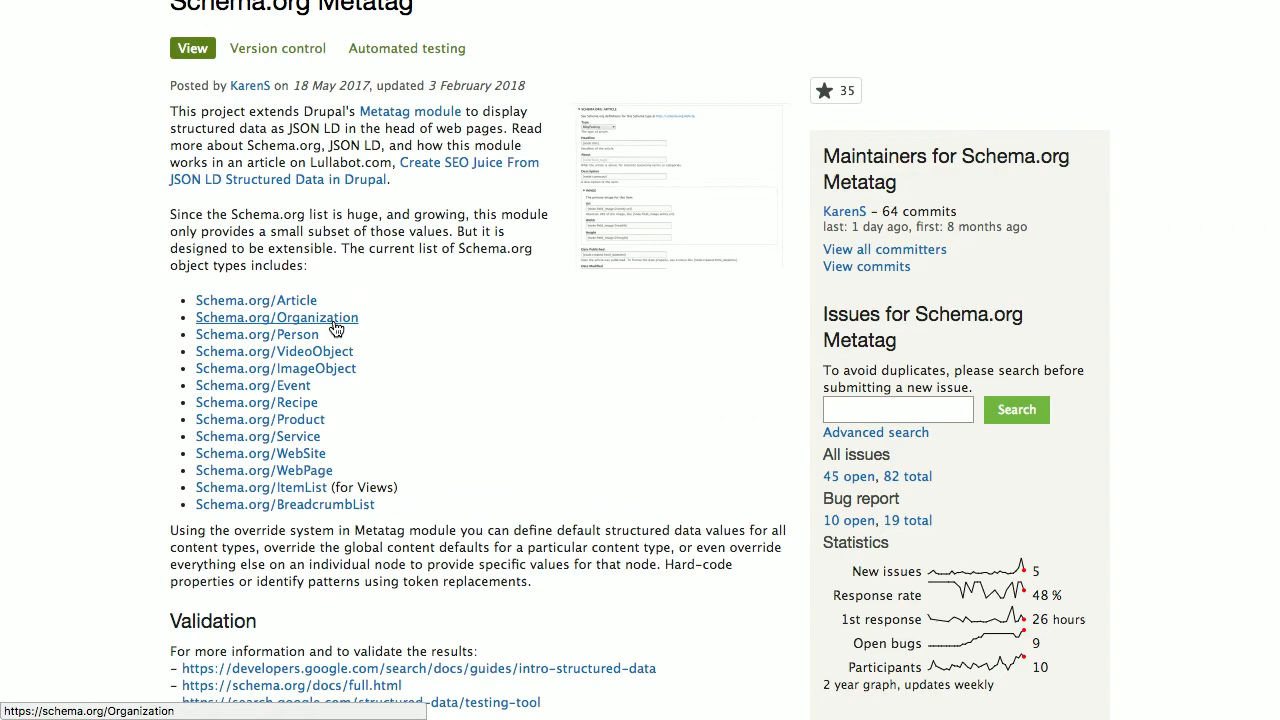 Schema.org Metatag
View
Version control
Automated testing
Posted by KarenS on 18 May 2017, updated 3 February 2018
This project extends Drupal's Metatag module to display
structured data as JSON LD in the head of web pages. Read
more about Schema.org, JSON LD, and how this module
works in an article on Lullabot.com, Create SEO Juice From
JSON LD Structured Data in Drupal.
Since the Schema.org list is huge, and growing, this module
only provides a small subset of those values. But it is
designed to be extensible. The current list of Schema.org
object types includes:
• Schema.org/Article
• Schema.org/Organization
• Schema.org/Person
• Schema.org/VideoObject
• Schema.org/ImageObject
• Schema.org/Event
• Schema.org/Recipe
• Schema.org/Product
• Schema.org/Service
• Schema.org/WebSite
• Schema.org/WebPage
• Schema.org/ItemList (for Views)
• Schema.org/BreadcrumbList
Using the override system in Metatag module you can define default structured data values for all
content types, override the global content defaults for a particular content type, or even override
everything else on an individual node to provide specific values for that node. Hard-code
properties or identify patterns using token replacements.
Validation
For more information and to validate the results:
– https://developers.google.com/search/docs/guides/intro-structured-data
– https://schema.org/docs/full.html
https://search.google.com/structured-data/testing-tool
https://schema.org/Organization
35
Maintainers for Schema.org
Metatag
KarenS – 64 commits
last: 1 day ago, first: 8 months ago
View all committers
View commits
Issues for Schema.org
Metatag
To avoid duplicates, please search before
submitting a new issue.
Search
Advanced search
All issues
45 open, 82 total
Bug report
10 open, 19 total
Statistics
New issues 5
Response rate 48 %
1st response 26 hours
Open bugs 9
Participants 10
2 year graph, updates weekly